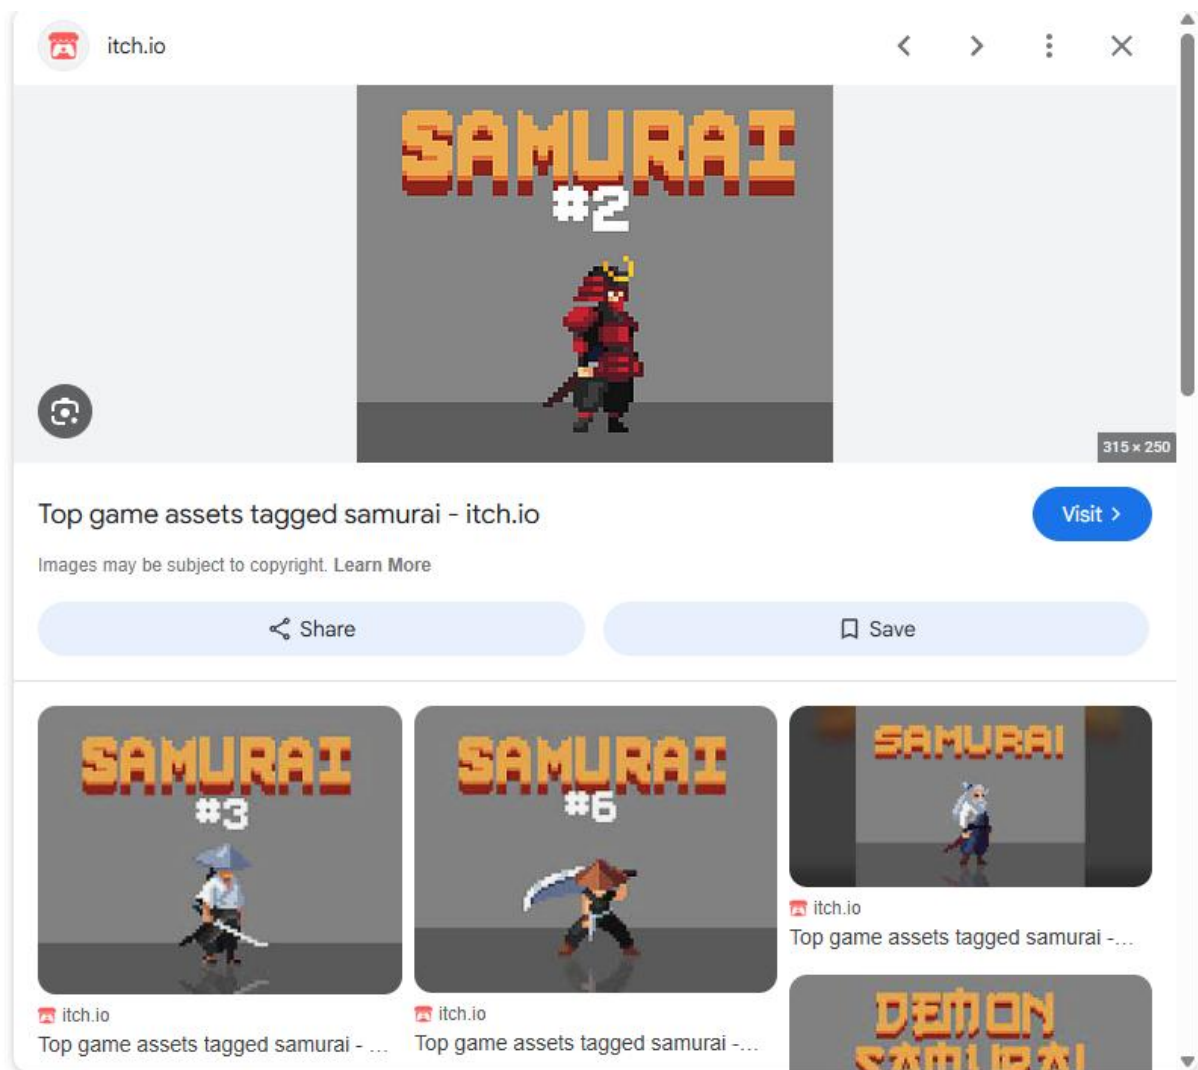 itch.io
SAMURAI
#2
315 × 250
Top game assets tagged samurai - itch.io
Visit
Images may be subject to copyright. Learn More
Share
Save
SAMURAI
#3
itch.io
Top game assets tagged samurai - ...
SAMURAI
#6
itch.io
Top game assets tagged samurai -...
SAMURAI
itch.io
Top game assets tagged samurai -...
DEMON
SAMURAI